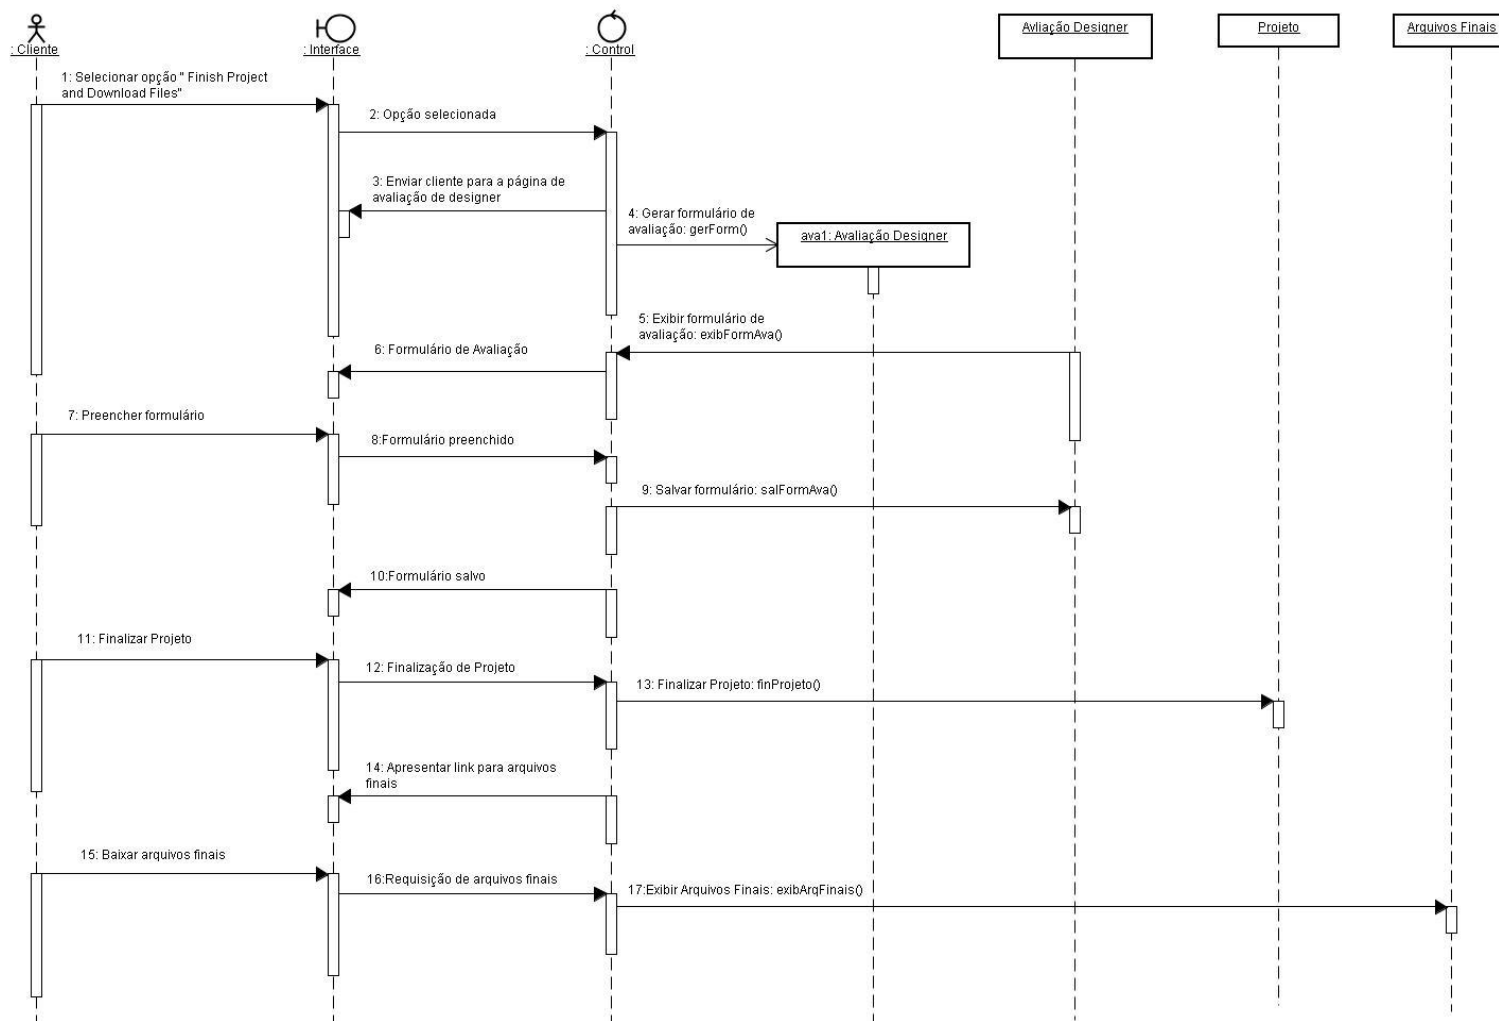 : Cliente
: Interface
: Control
Avliação Designer
Projeto
Arquivos Finais
1: Selecionar opção " Finish Project
and Download Files"
2: Opção selecionada
3: Enviar cliente para a página de
avaliação de designer
4: Gerar formulário de
avaliação: gerForm()
ava1: Avaliação Designer
5: Exibir formulário de
avaliação: exibFormAva()
6: Formulário de Avaliação
7: Preencher formulário
8:Formulário preenchido
9: Salvar formulário: salFormAva()
10:Formulário salvo
11: Finalizar Projeto
12: Finalização de Projeto
13: Finalizar Projeto: finProjeto()
14: Apresentar link para arquivos
finais
15: Baixar arquivos finais
16:Requisição de arquivos finais
17:Exibir Arquivos Finais: exibArqFinais()